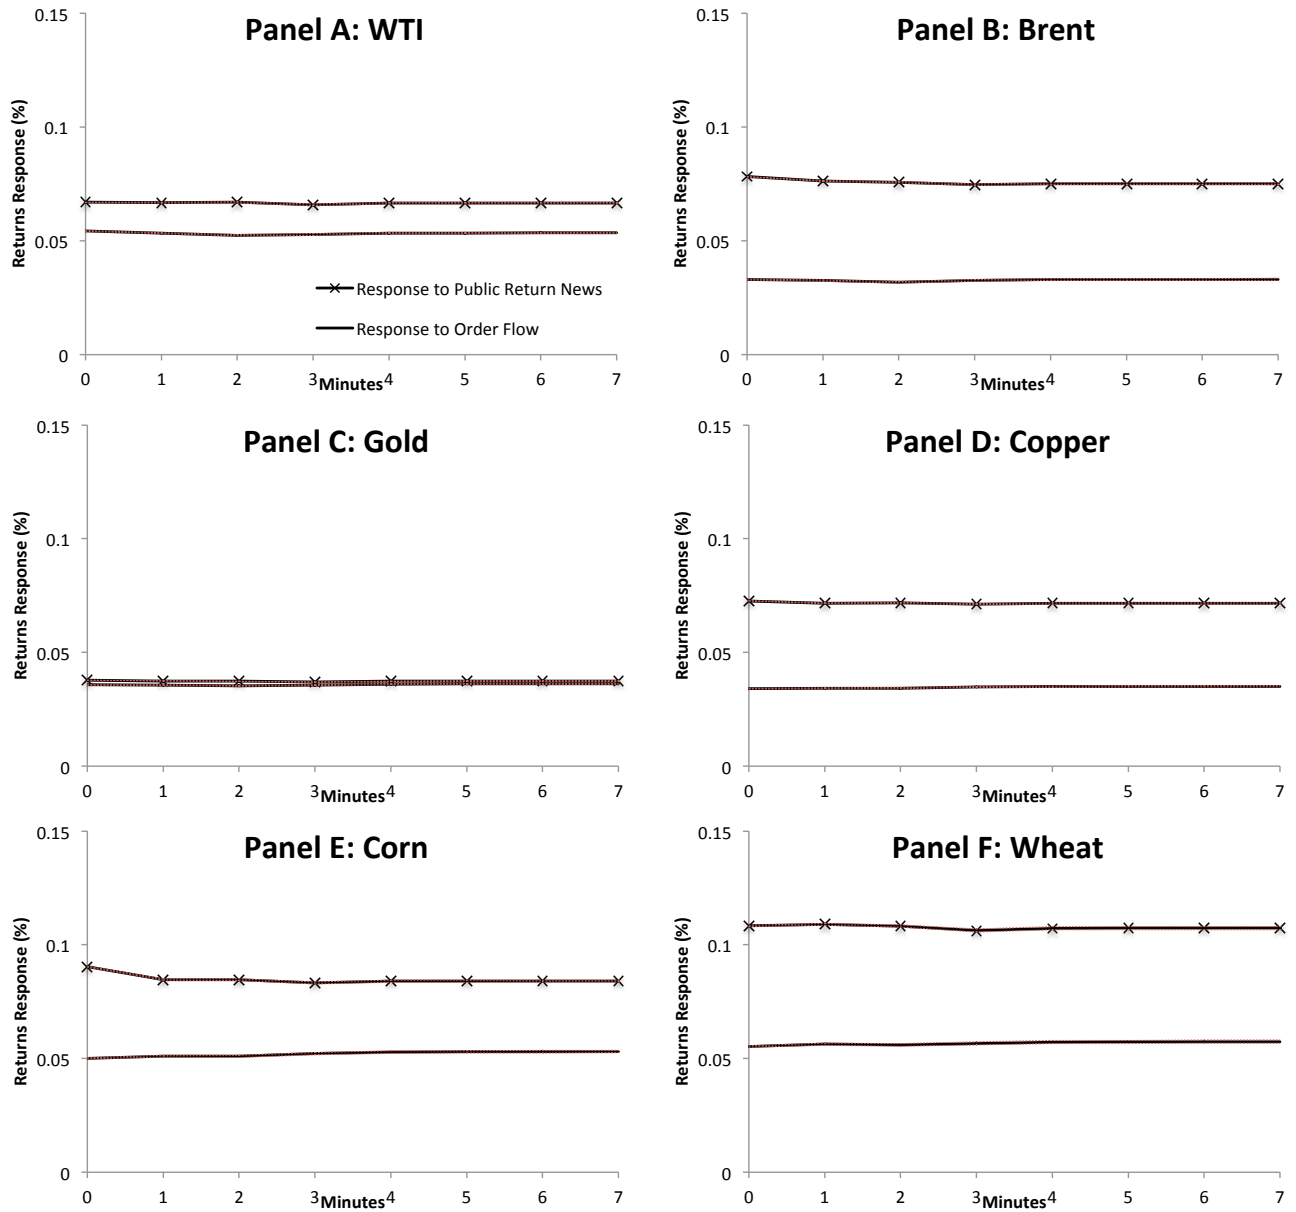 Panel A: WTI
Returns Response (%)
0.15
0.1
0.05
0
Response to Public Return News
Response to Order Flow
0 1 2 3 4 5 6 7
Minutes
Panel B: Brent
Returns Response (%)
0.15
0.1
0.05
0
0 1 2 3 4 5 6 7
Minutes
Panel C: Gold
Returns Response (%)
0.15
0.1
0.05
0
0 1 2 3 4 5 6 7
Minutes
Panel D: Copper
Returns Response (%)
0.15
0.1
0.05
0
0 1 2 3 4 5 6 7
Minutes
Panel E: Corn
Returns Response (%)
0.15
0.1
0.05
0
0 1 2 3 4 5 6 7
Minutes
Panel F: Wheat
Returns Response (%)
0.15
0.1
0.05
0
0 1 2 3 4 5 6 7
Minutes